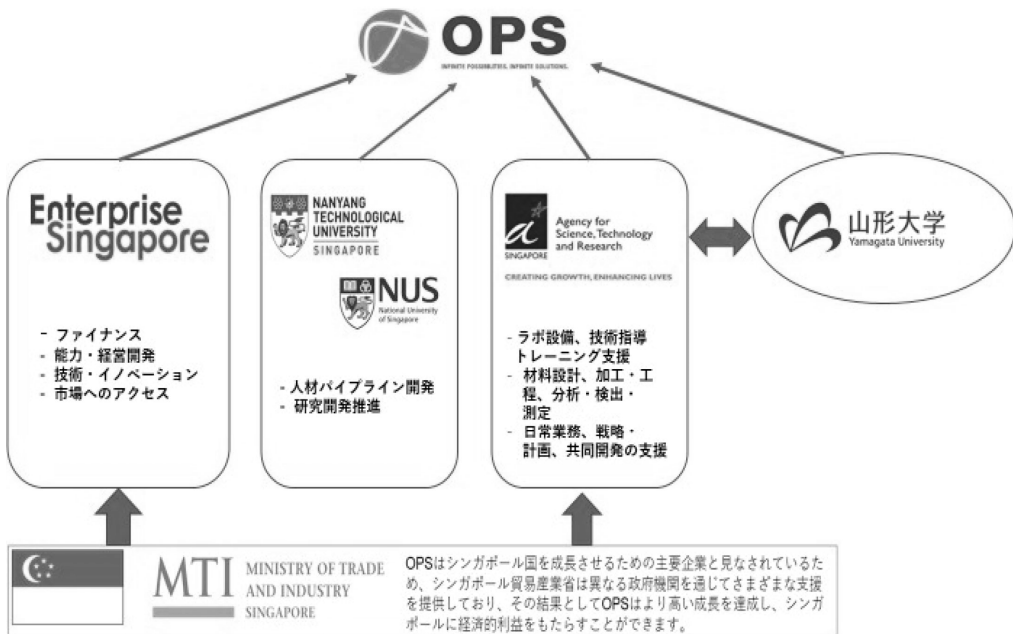 OPS
INFINITE POSSIBILITIES. INFINITE SOLUTIONS.
Enterprise
Singapore
- ファイナンス
- 能力・経営開発
- 技術・イノベーション
- 市場へのアクセス
NANYANG
TECHNOLOGICAL
UNIVERSITY
SINGAPORE
NUS
National University
of Singapore
- 人材パイプライン開発
- 研究開発推進
a
SINGAPORE
Agency for
Science, Technology
and Research
CREATING GROWTH, ENHANCING LIVES
- ラボ設備、技術指導
トレーニング支援
- 材料設計、加工・工
程、分析・検出・
測定
- 日常業務、戦略・
計画、共同開発の支援
山形大学
Yamagata University
MTI
MINISTRY OF TRADE
AND INDUSTRY
SINGAPORE
OPSはシンガポール国を成長させるための主要企業と見なされているた
め、シンガポール貿易産業省は異なる政府機関を通じてさまざまな支援
を提供しており、その結果としてOPSはより高い成長を達成し、シンガ
ポールに経済的利益をもたらすことができます。